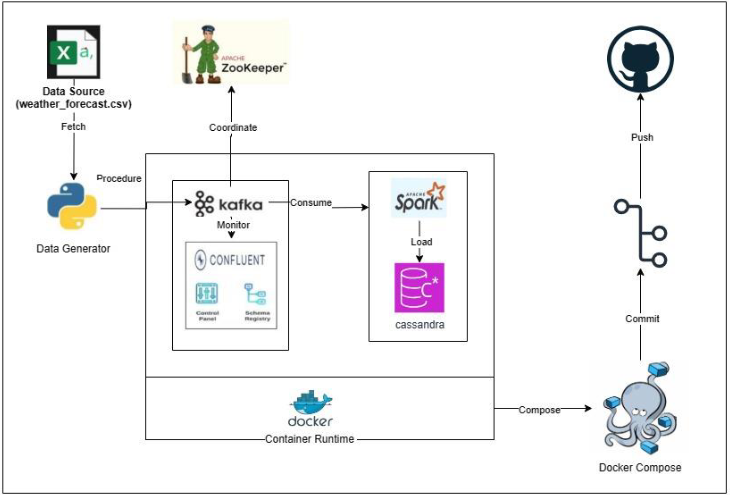 X
a,
Data Source
(weather_forecast.csv)
Fetch
APACHE
ZooKeeper™
Coordinate
Push
Procedure
Data Generator
kafka
Consume
Monitor
CONFLUENT
Control
Panel
Schema
Registry
APACHE
Spark
Load
C*
cassandra
Commit
docker
Container Runtime
Compose
Docker Compose